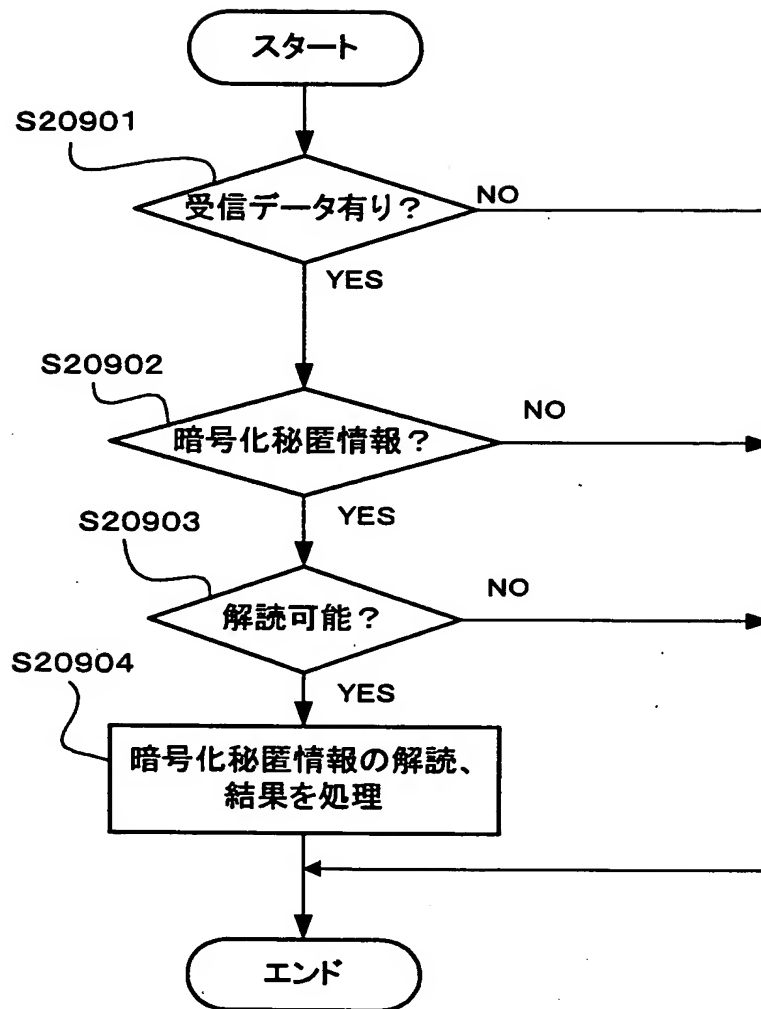 スタート
S20901
受信データ有り？
NO
YES
S20902
暗号化秘匿情報？
NO
YES
S20903
解読可能？
NO
YES
S20904
暗号化秘匿情報の解読、
結果を処理
エンド